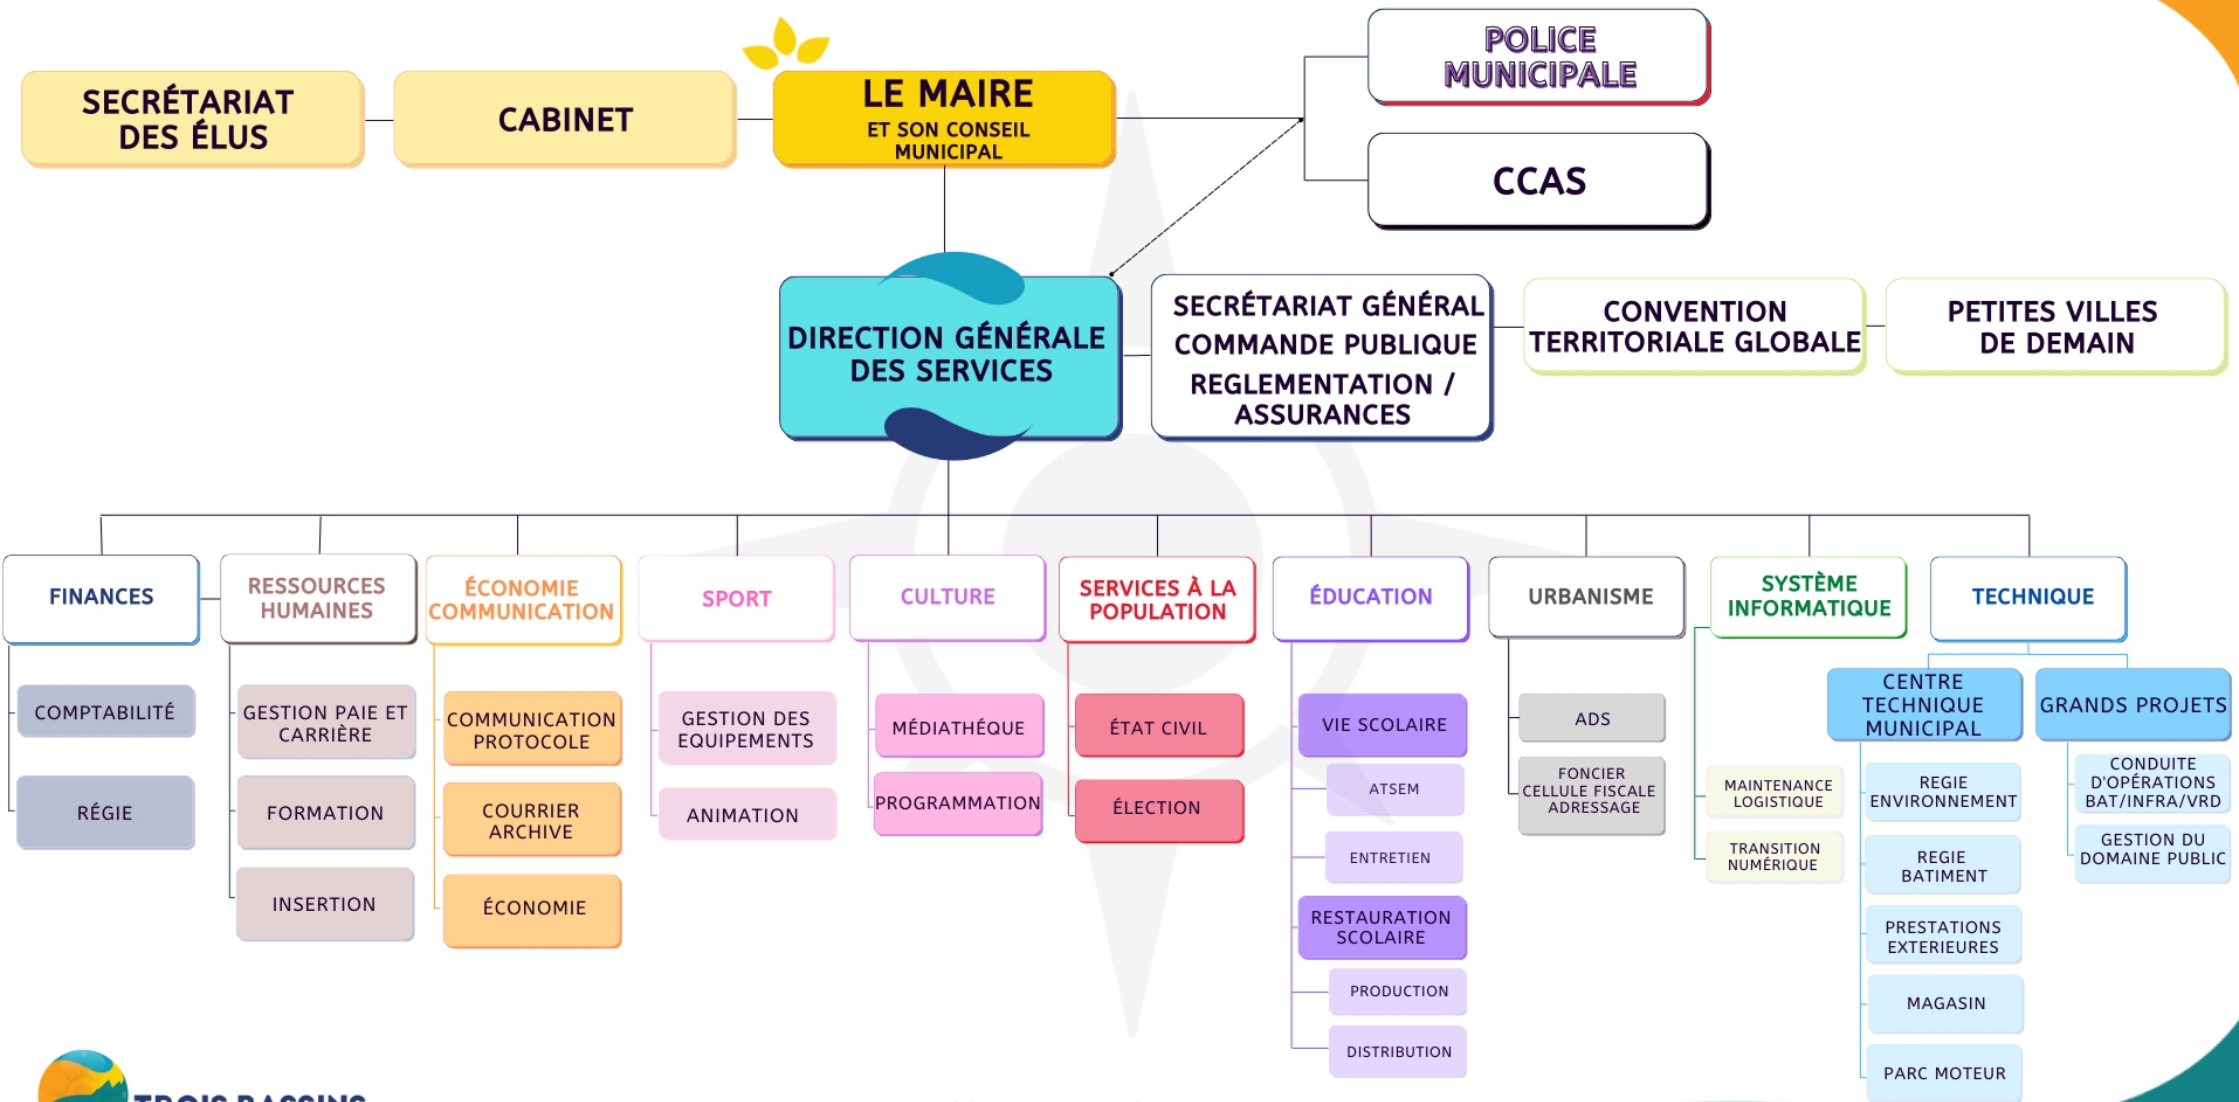 POLICE
MUNICIPALE
SECRÉTARIAT
DES ÉLUS
CABINET
LE MAIRE
ET SON CONSEIL
MUNICIPAL
CCAS
DIRECTION GÉNÉRALE
DES SERVICES
SECRÉTARIAT GÉNÉRAL
COMMANDE PUBLIQUE
REGLEMENTATION /
ASSURANCES
CONVENTION
TERRITORIALE GLOBALE
PETITES VILLES
DE DEMAIN
FINANCES
RESSOURCES
HUMAINES
ÉCONOMIE
COMMUNICATION
SPORT
CULTURE
SERVICES À LA
POPULATION
ÉDUCATION
URBANISME
SYSTÈME
INFORMATIQUE
TECHNIQUE
COMPTABILITÉ
RÉGIE
GESTION PAIE ET
CARRIÈRE
FORMATION
INSERTION
COMMUNICATION
PROTOCOLE
COURRIER
ARCHIVE
ÉCONOMIE
GESTION DES
EQUIPEMENTS
ANIMATION
MÉDIATHÉQUE
PROGRAMMATION
ÉTAT CIVIL
ÉLECTION
VIE SCOLAIRE
ATSEM
ENTRETIEN
RESTAURATION
SCOLAIRE
PRODUCTION
DISTRIBUTION
ADS
FONCIER
CELLULE FISCALE
ADRESSAGE
MAINTENANCE
LOGISTIQUE
TRANSITION
NUMÉRIQUE
CENTRE
TECHNIQUE
MUNICIPAL
REGIE
ENVIRONNEMENT
REGIE
BATIMENT
PRESTATIONS
EXTERIEURES
MAGASIN
PARC MOTEUR
GRANDS PROJETS
CONDUITE
D'OPÉRATIONS
BAT/INFRA/VRD
GESTION DU
DOMAINE PUBLIC
TROIS BASSINS